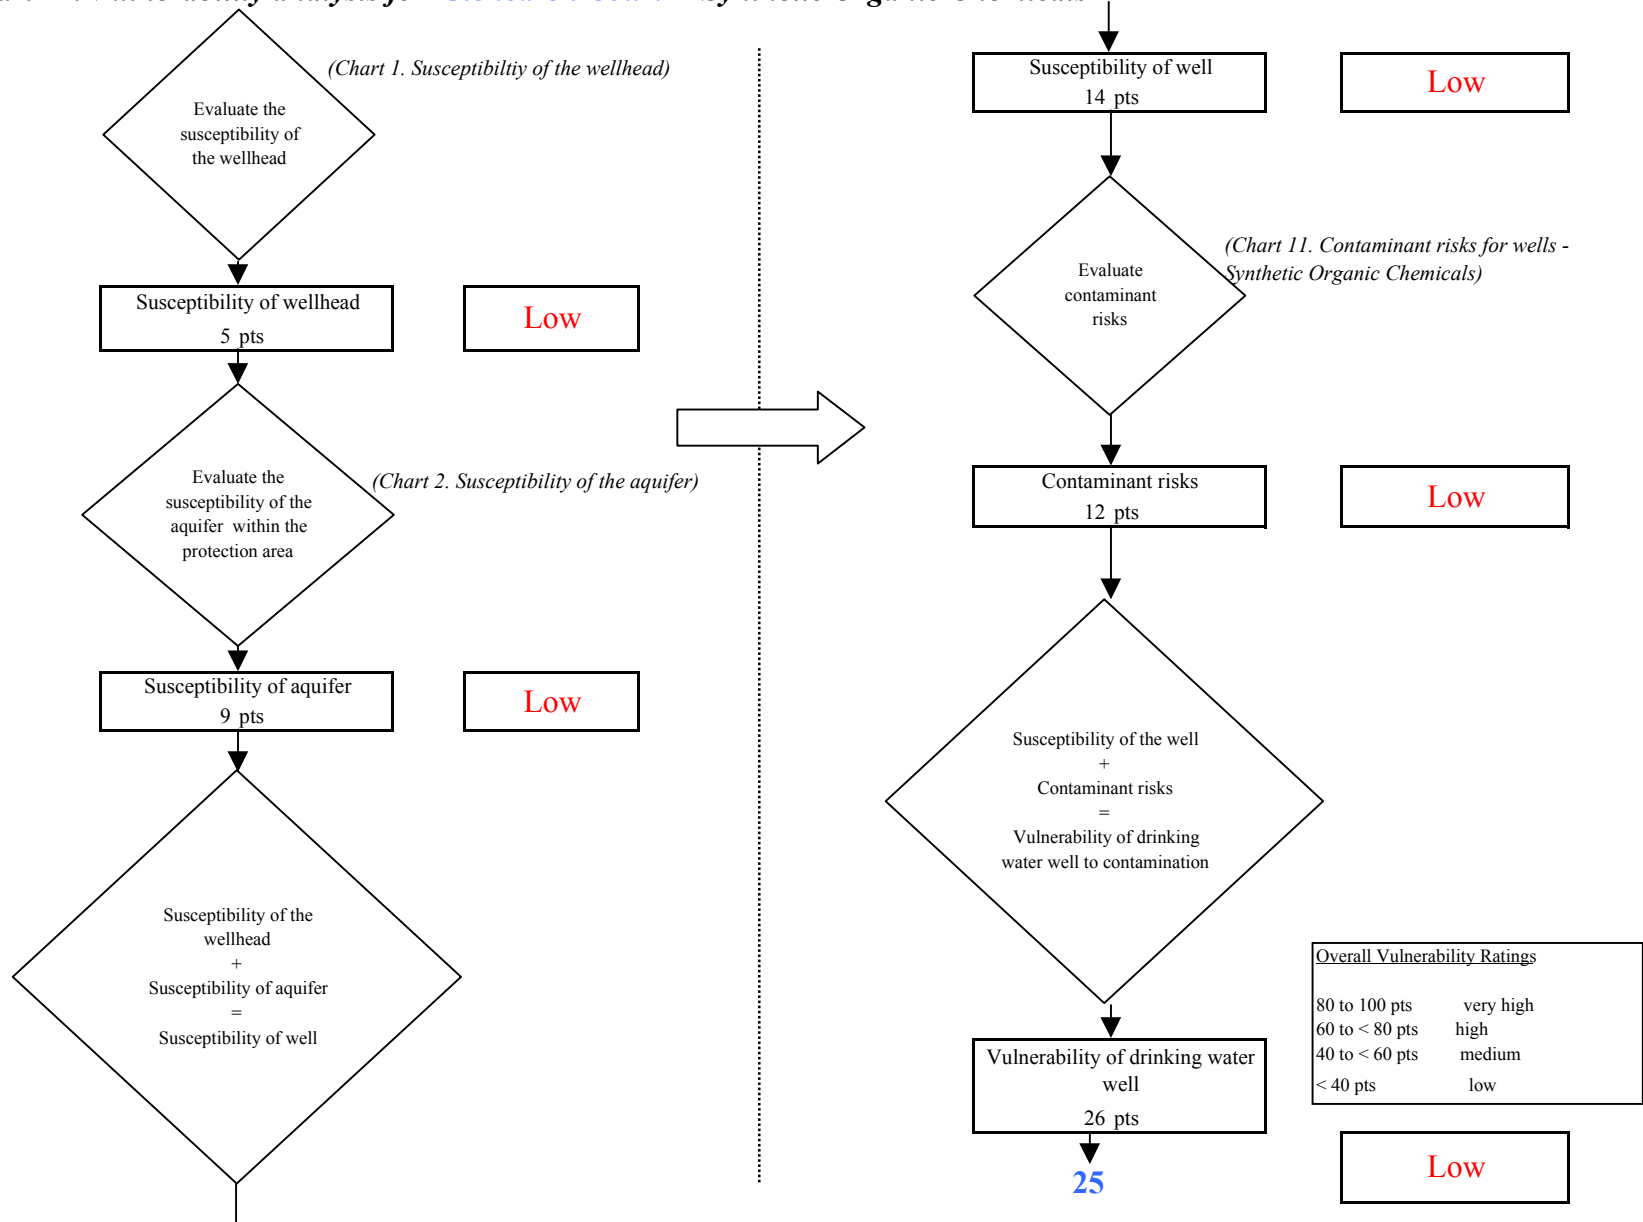 Synthetic Organic Chemicals
(Chart 1. Susceptibiltiy of the wellhead)
Evaluate the
susceptibility of
the wellhead
Susceptibility of wellhead
5 pts
Low
Evaluate the
susceptibility of the
aquifer within the
protection area
(Chart 2. Susceptibility of the aquifer)
Susceptibility of aquifer
9 pts
Low
Susceptibility of the
wellhead
+
Susceptibility of aquifer
=
Susceptibility of well
Susceptibility of well
14 pts
Low
Evaluate
contaminant
risks
(Chart 11. Contaminant risks for wells -
Synthetic Organic Chemicals)
Contaminant risks
12 pts
Low
Susceptibility of the well
+
Contaminant risks
=
Vulnerability of drinking
water well to contamination
Overall Vulnerability Ratings
80 to 100 pts very high
60 to < 80 pts high
40 to < 60 pts medium
< 40 pts low
Vulnerability of drinking water
well
26 pts
25
Low